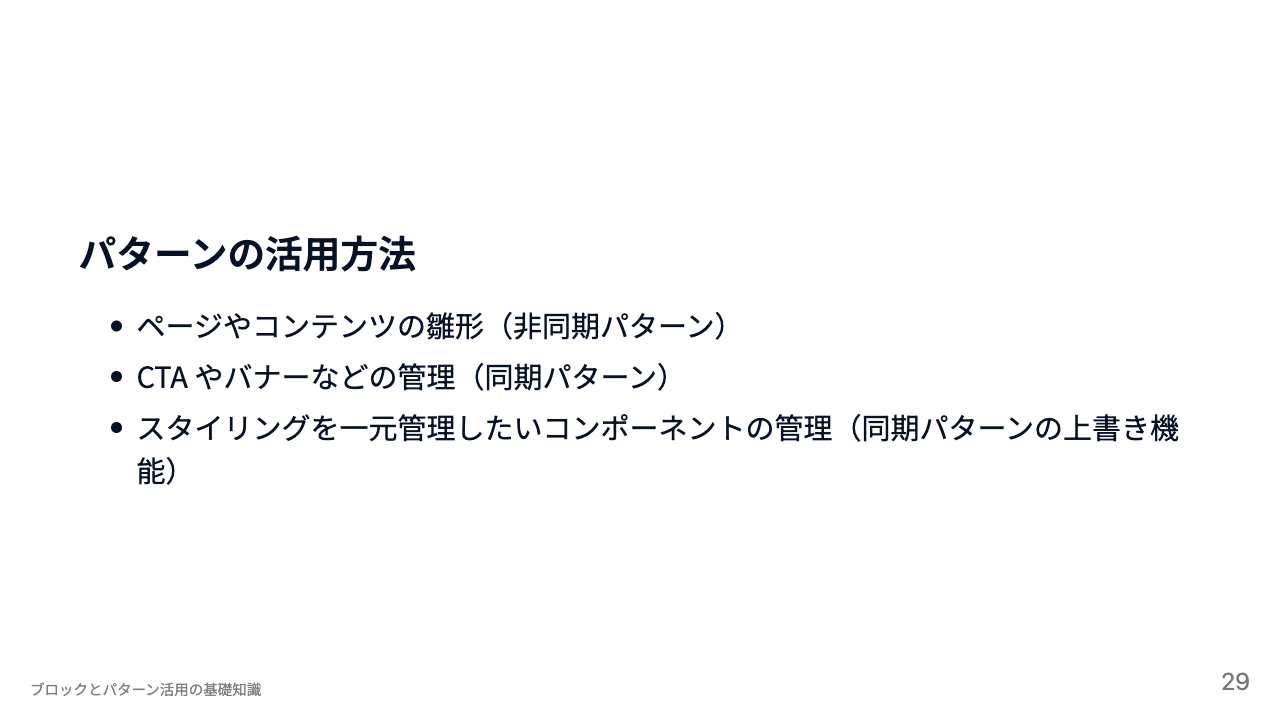 パターンの活用方法
• ページやコンテンツの雛形（非同期パターン）
• CTA やバナーなどの管理（同期パターン）
• スタイリングを一元管理したいコンポーネントの管理（同期パターンの上書き機
能）
ブロックとパターン活用の基礎知識
29